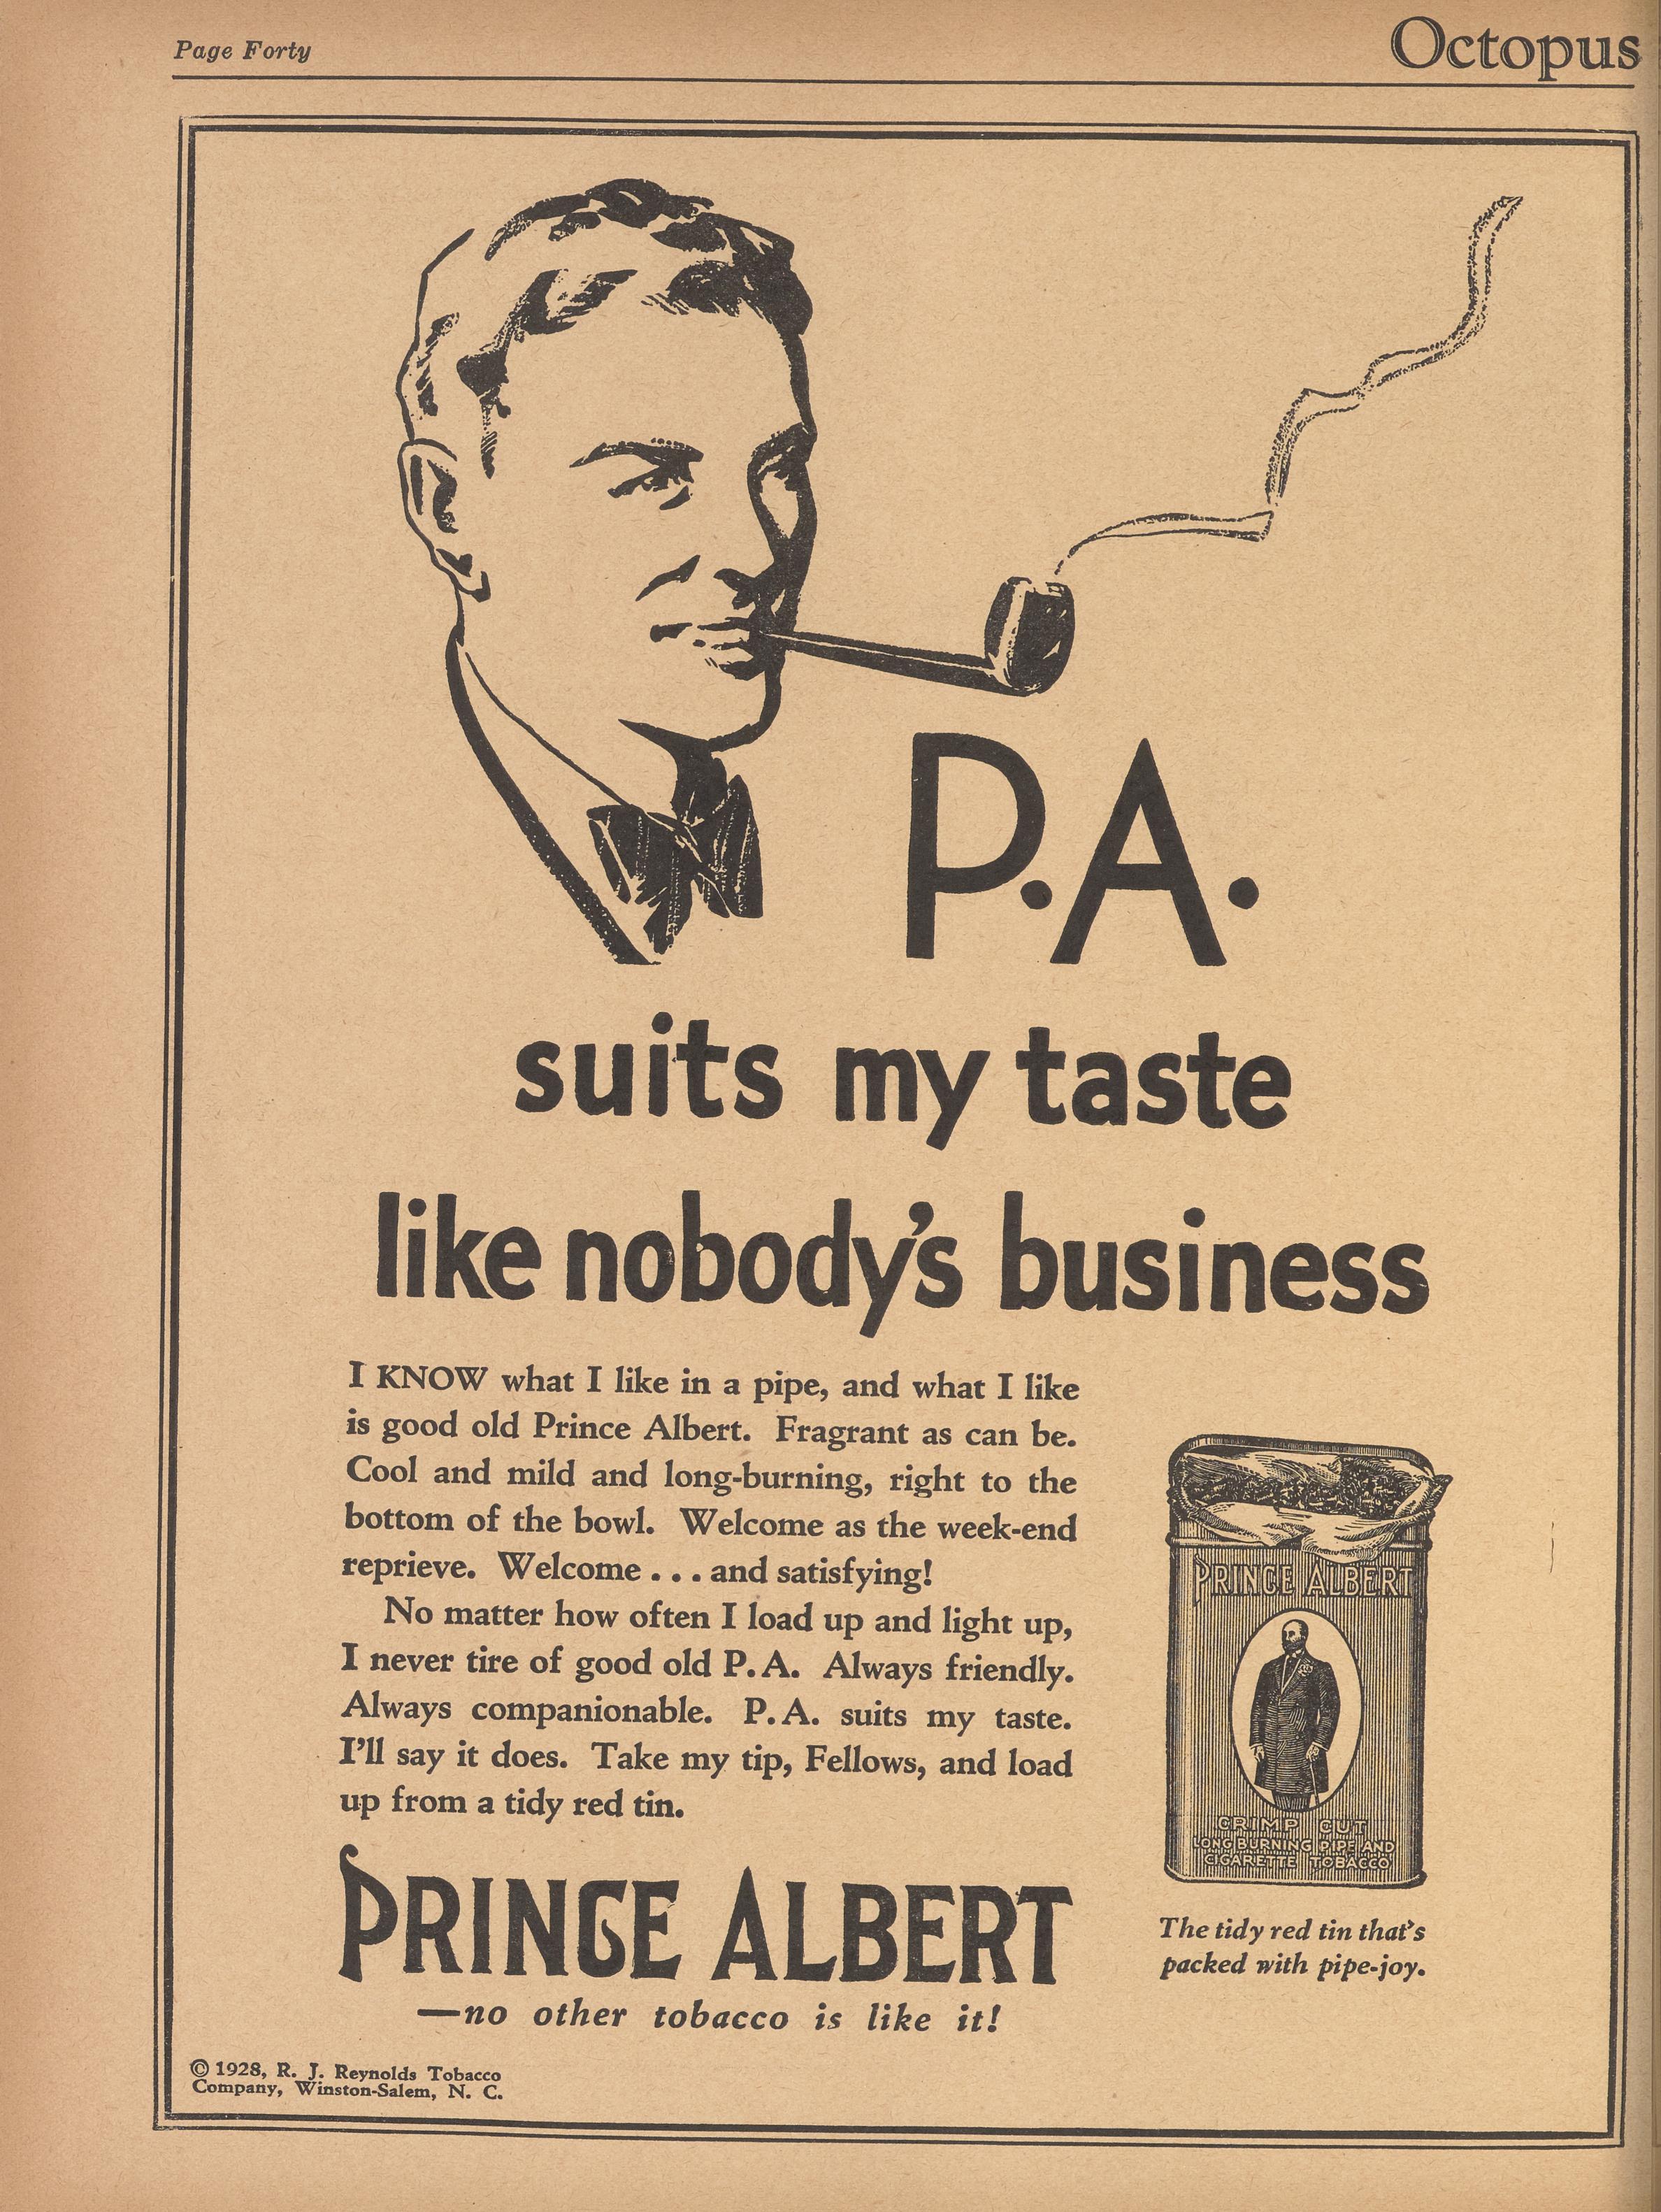 Page Forty
Octopus
P.A.
suits my taste
like nobody's business
I KNOW what I like in a pipe, and what I like
is good old Prince Albert. Fragrant as can be.
Cool and mild and long-burning, right to the
bottom of the bowl. Welcome as the week-end
reprieve. Welcome . . . and satisfying!
No matter how often I load up and light up,
I never tire of good old P. A. Always friendly.
Always companionable. P. A. suits my taste.
I'll say it does. Take my tip, Fellows, and load
up from a tidy red tin.
PRINCE ALBERT
—no other tobacco is like it!
PRINCE ALBERT
CRIMP CUT
LONG BURNING PIPE AND
CIGARETTE TOBACCO
The tidy red tin that's
packed with pipe-joy.
© 1928, R. J. Reynolds Tobacco
Company, Winston-Salem, N. C.